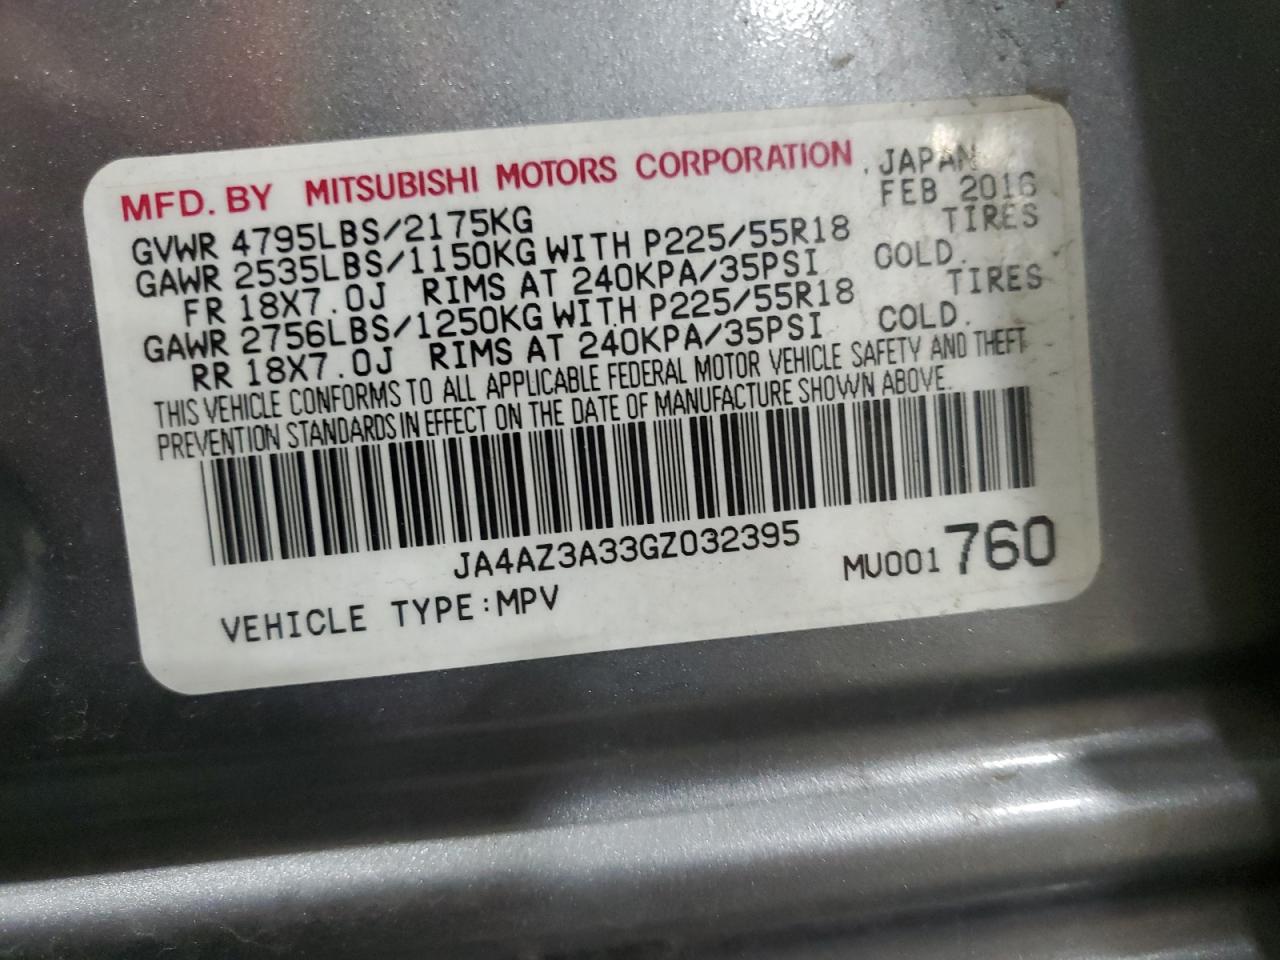 MFD. BY MITSUBISHI MOTORS CORPORATION , JAPAN
FEB 2016
GVWR 4795LBS/2175KG
GAWR 2535LBS/1150KG WITH P225/55R18 TIRES
FR 18X7.0J RIMS AT 240KPA/35PSI COLD.
GAWR 2756LBS/1250KG WITH P225/55R18 TIRES
RR 18X7.0J RIMS AT 240KPA/35PSI COLD.
THIS VEHICLE CONFORMS TO ALL APPLICABLE FEDERAL MOTOR VEHICLE SAFETY AND THEFT
PREVENTION STANDARDS IN EFFECT ON THE DATE OF MANUFACTURE SHOWN ABOVE.
JA4AZ3A33GZ032395
MU001760
VEHICLE TYPE:MPV